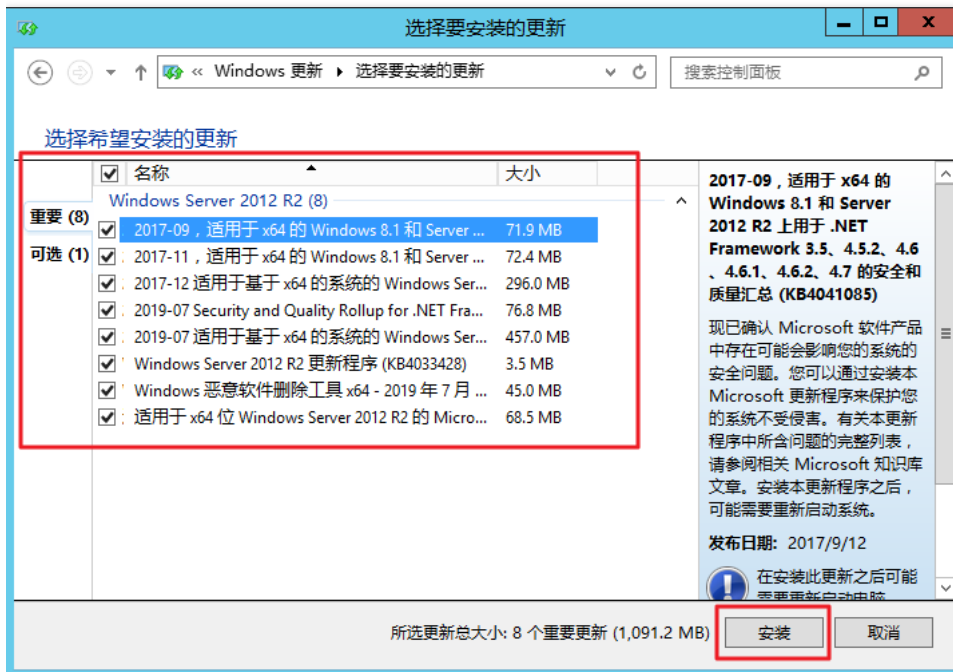 选择要安装的更新
« Windows 更新 ▸ 选择要安装的更新
搜索控制面板
选择希望安装的更新
名称 大小
Windows Server 2012 R2 (8)
重要 (8)
可选 (1)
2017-09，适用于 x64 的 Windows 8.1 和 Server ... 71.9 MB
2017-11，适用于 x64 的 Windows 8.1 和 Server ... 72.4 MB
2017-12 适用于基于 x64 的系统的 Windows Ser... 296.0 MB
2019-07 Security and Quality Rollup for .NET Fra... 76.8 MB
2019-07 适用于基于 x64 的系统的 Windows Ser... 457.0 MB
Windows Server 2012 R2 更新程序 (KB4033428) 3.5 MB
Windows 恶意软件删除工具 x64 - 2019 年 7 月 ... 45.0 MB
适用于 x64 位 Windows Server 2012 R2 的 Micro... 68.5 MB
2017-09，适用于 x64 的
Windows 8.1 和 Server
2012 R2 上用于 .NET
Framework 3.5、4.5.2、4.6
、4.6.1、4.6.2、4.7 的安全和
质量汇总 (KB4041085)
现已确认 Microsoft 软件产品
中存在可能会影响您的系统的
安全问题。您可以通过安装本
Microsoft 更新程序来保护您
的系统不受侵害。有关本更新
程序中所含问题的完整列表，
请参阅相关 Microsoft 知识库
文章。安装本更新程序之后，
可能需要重新启动系统。
发布日期: 2017/9/12
在安装此更新之后可能
需要重新启动电脑
所选更新总大小: 8 个重要更新 (1,091.2 MB)
安装
取消